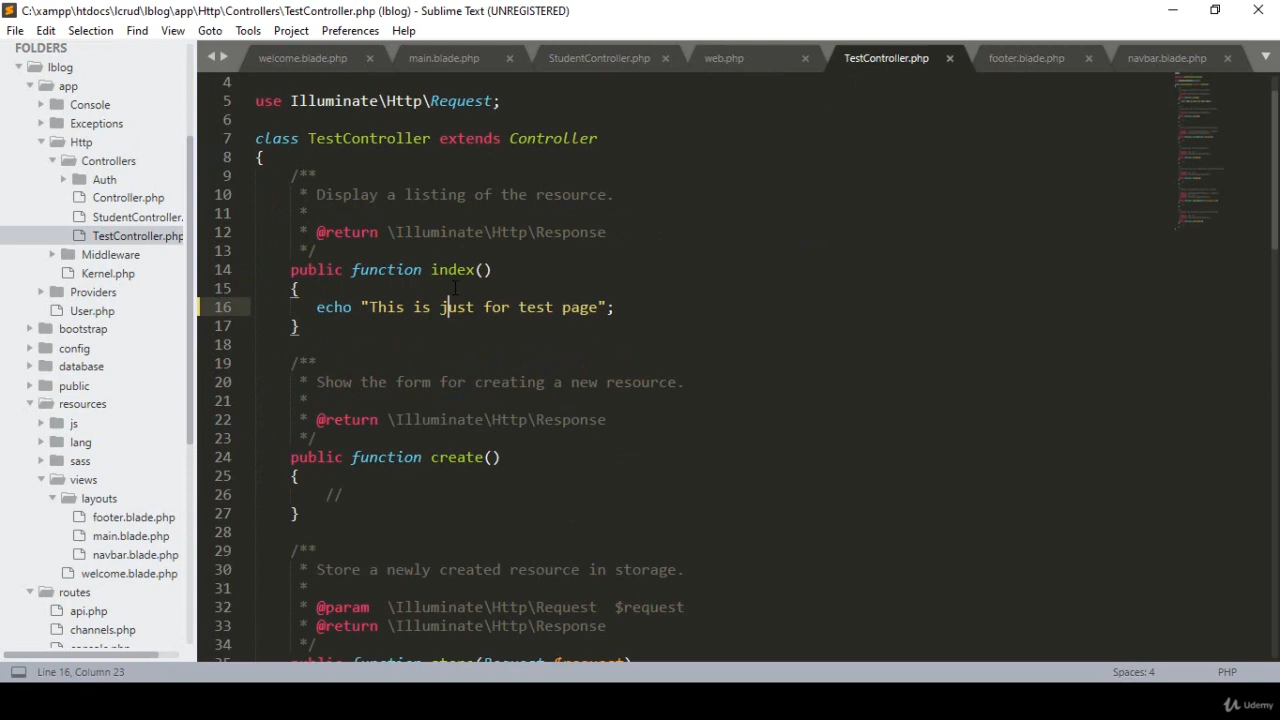 C:\xampp\htdocs\lcrud\lblog\app\Http\Controllers\TestController.php (lblog) - Sublime Text (UNREGISTERED)
File Edit Selection Find View Goto Tools Project Preferences Help
FOLDERS
lblog
app
Console
Exceptions
Http
Controllers
Auth
Controller.php
StudentController.
TestController.php
Middleware
Kernel.php
Providers
User.php
bootstrap
config
database
public
resources
js
lang
sass
views
layouts
footer.blade.php
main.blade.php
navbar.blade.php
welcome.blade.php
routes
api.php
channels.php
console.php
welcome.blade.php main.blade.php StudentController.php web.php TestController.php footer.blade.php navbar.blade.php
4
5 use Illuminate\Http\Request;
6
7 class TestController extends Controller
8 {
9 /**
10 * Display a listing of the resource.
11 *
12 * @return \Illuminate\Http\Response
13 */
14 public function index()
15 {
16 echo "This is just for test page";
17 }
18
19 /**
20 * Show the form for creating a new resource.
21 *
22 * @return \Illuminate\Http\Response
23 */
24 public function create()
25 {
26 //
27 }
28
29 /**
30 * Store a newly created resource in storage.
31 *
32 * @param \Illuminate\Http\Request $request
33 * @return \Illuminate\Http\Response
34 */
35 public function store(Request $request)
Line 16, Column 23 Spaces: 4 PHP
Udemy